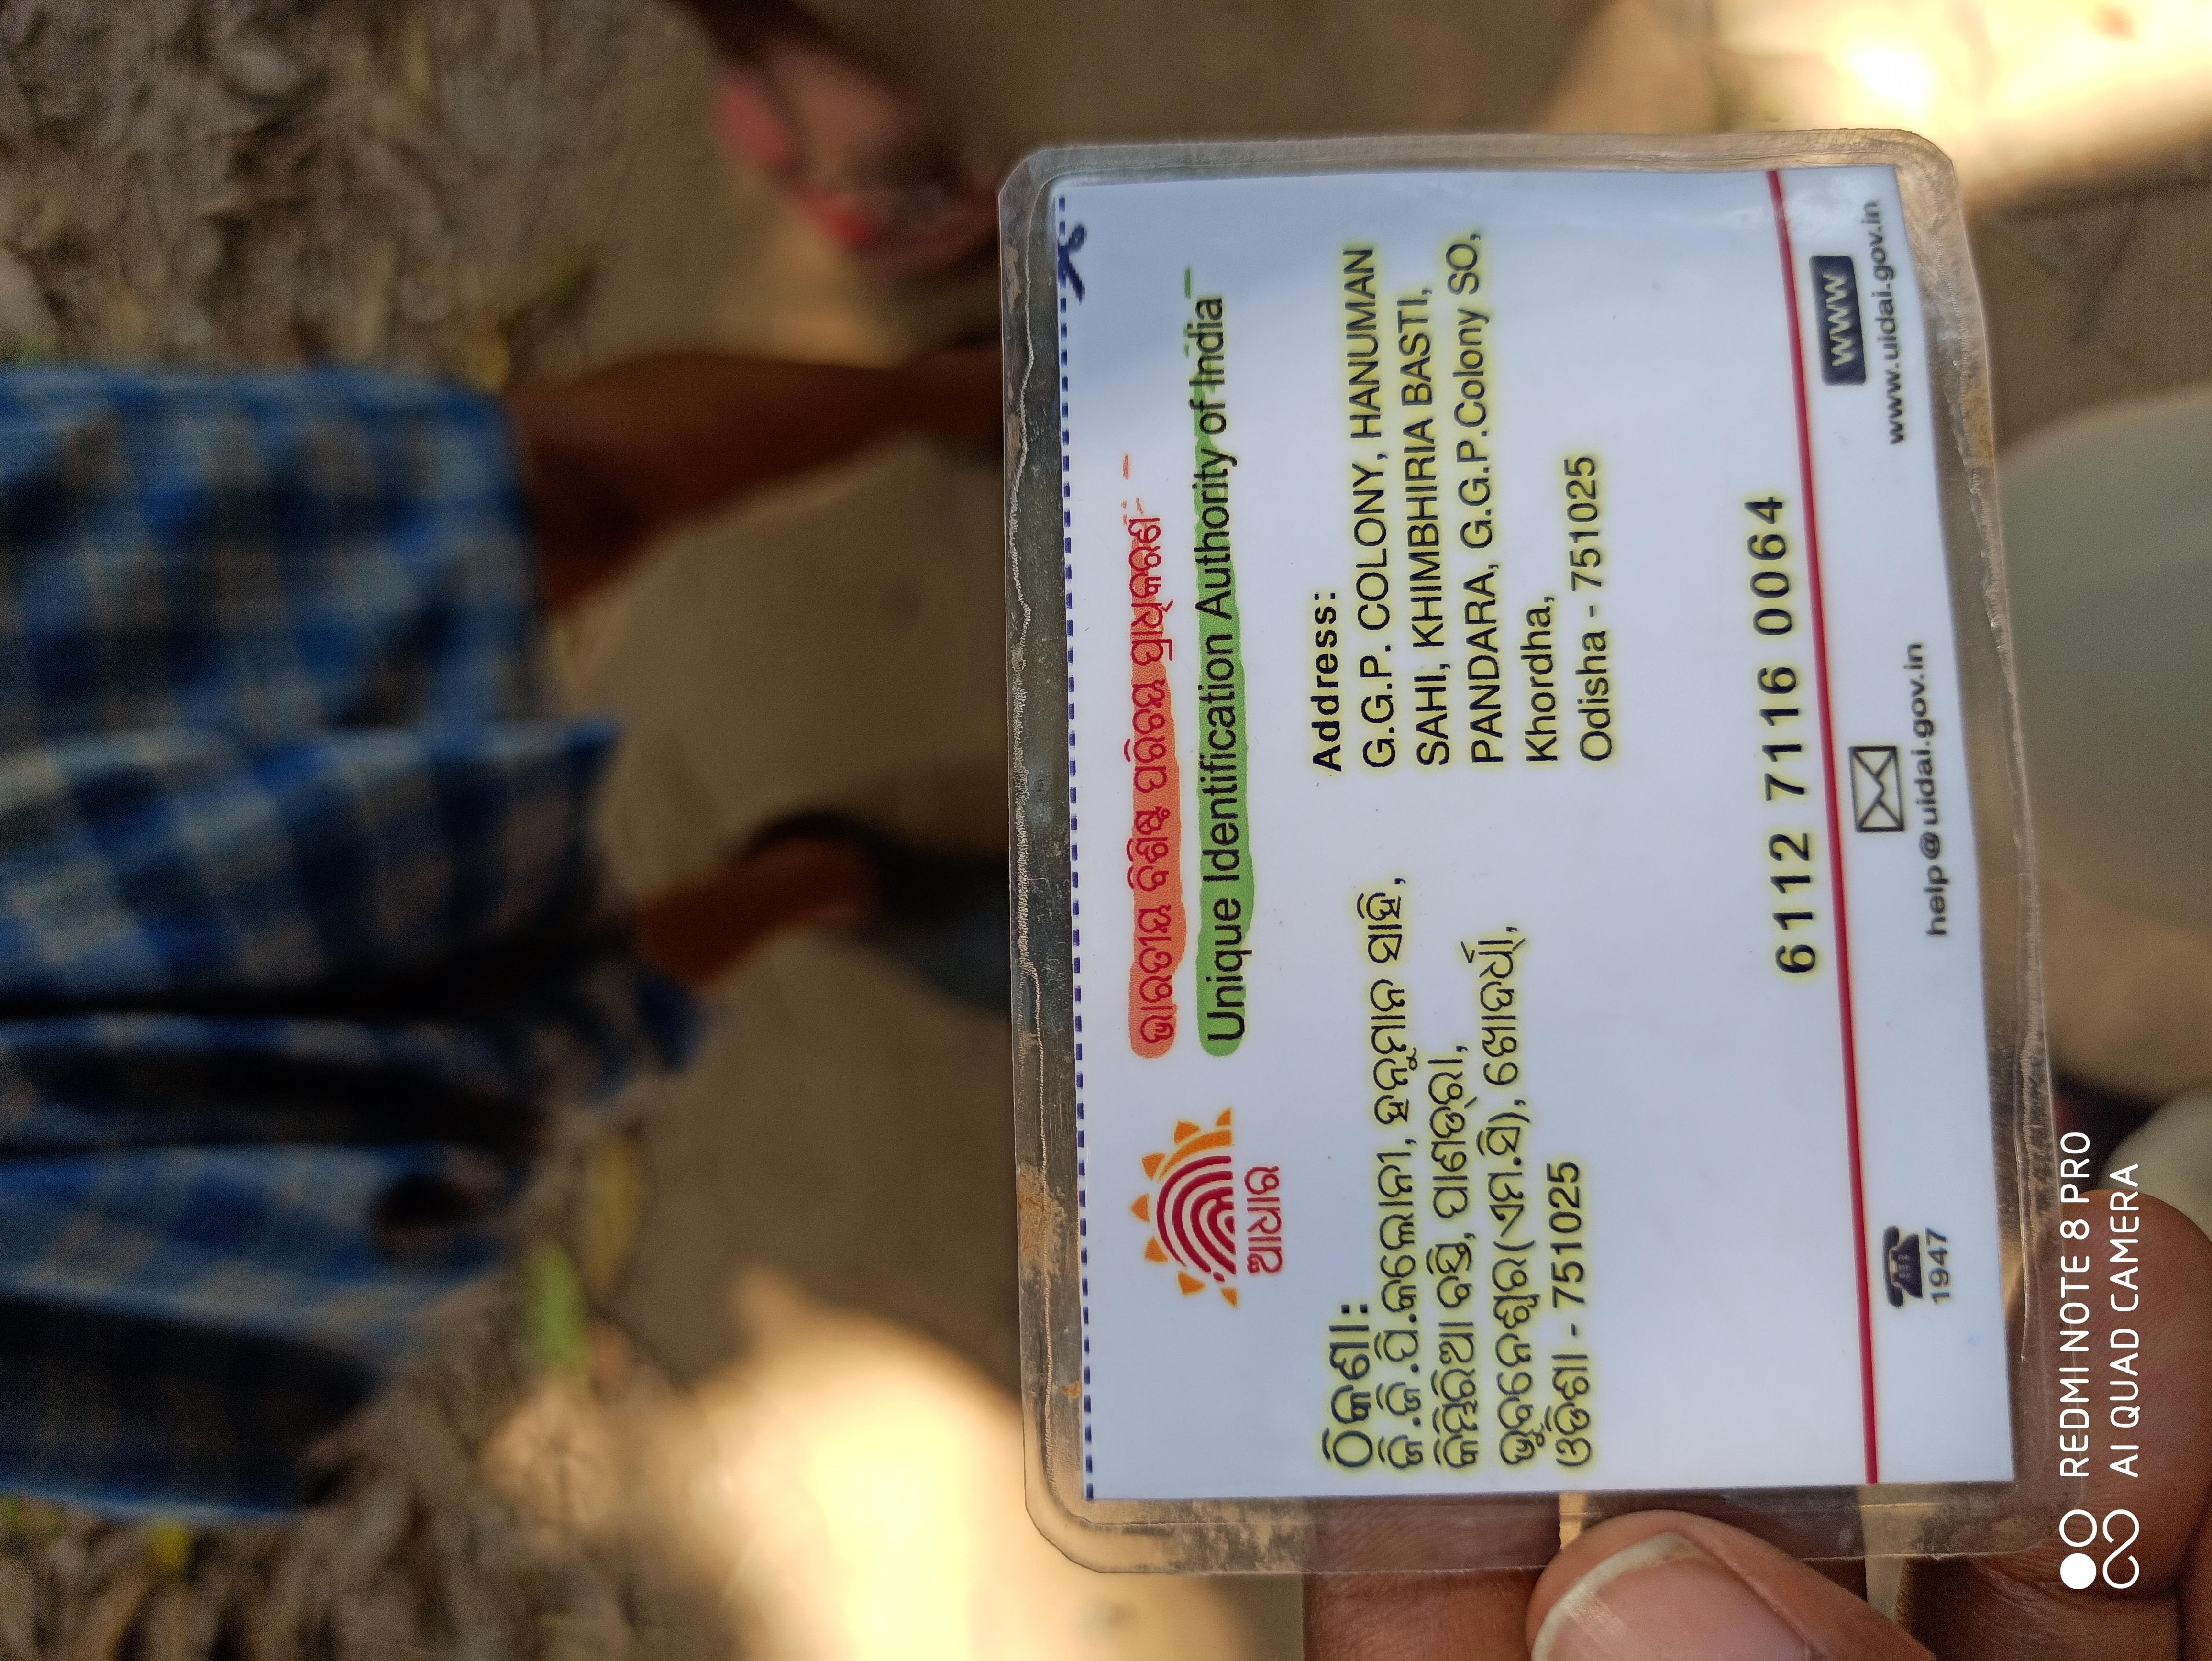 ଭାରତୀୟ ବିଶିଷ୍ଟ ପରିଚୟ ପ୍ରାଧିକରଣ
Unique Identification Authority of India
ଆଧାର
ଠିକଣା:
ଜି.ଜି.ପି.କଲୋନୀ, ହନୁମାନ ସାହି,
ବସ୍ତି, ପାଣ୍ଡ୍ରା,
ଭୁବନେଶ୍ୱର(ଏମ.ସି), ଖୋର୍ଦ୍ଧା,
ଓଡିଶା - 751025
Address:
G.G.P. COLONY, HANUMAN
SAHI, KHIMBHIRIA BASTI,
PANDARA, G.G.P.Colony SO,
Khordha,
Odisha - 751025
6112 7116 0064
1947
help@uidai.gov.in
WWW
www.uidai.gov.in
REDMI NOTE 8 PRO
AI QUAD CAMERA